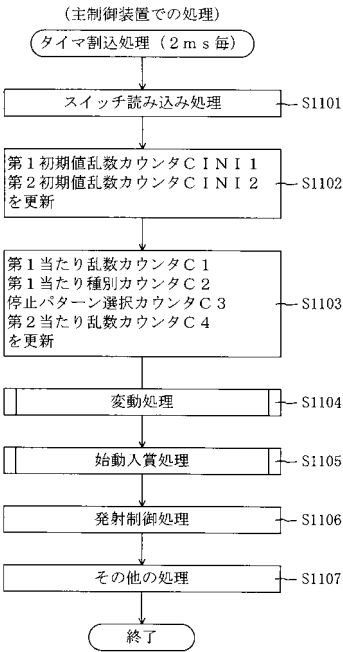 (主制御装置での処理)
タイマ割込処理(2ms毎)
スイッチ読み込み処理 S1101
第1初期値乱数カウンタCINI1
第2初期値乱数カウンタCINI2
を更新
S1102
第1当たり乱数カウンタC1
第1当たり種別カウンタC2
停止パターン選択カウンタC3
第2当たり乱数カウンタC4
を更新
S1103
変動処理 S1104
始動入賞処理 S1105
発射制御処理 S1106
その他の処理 S1107
終了